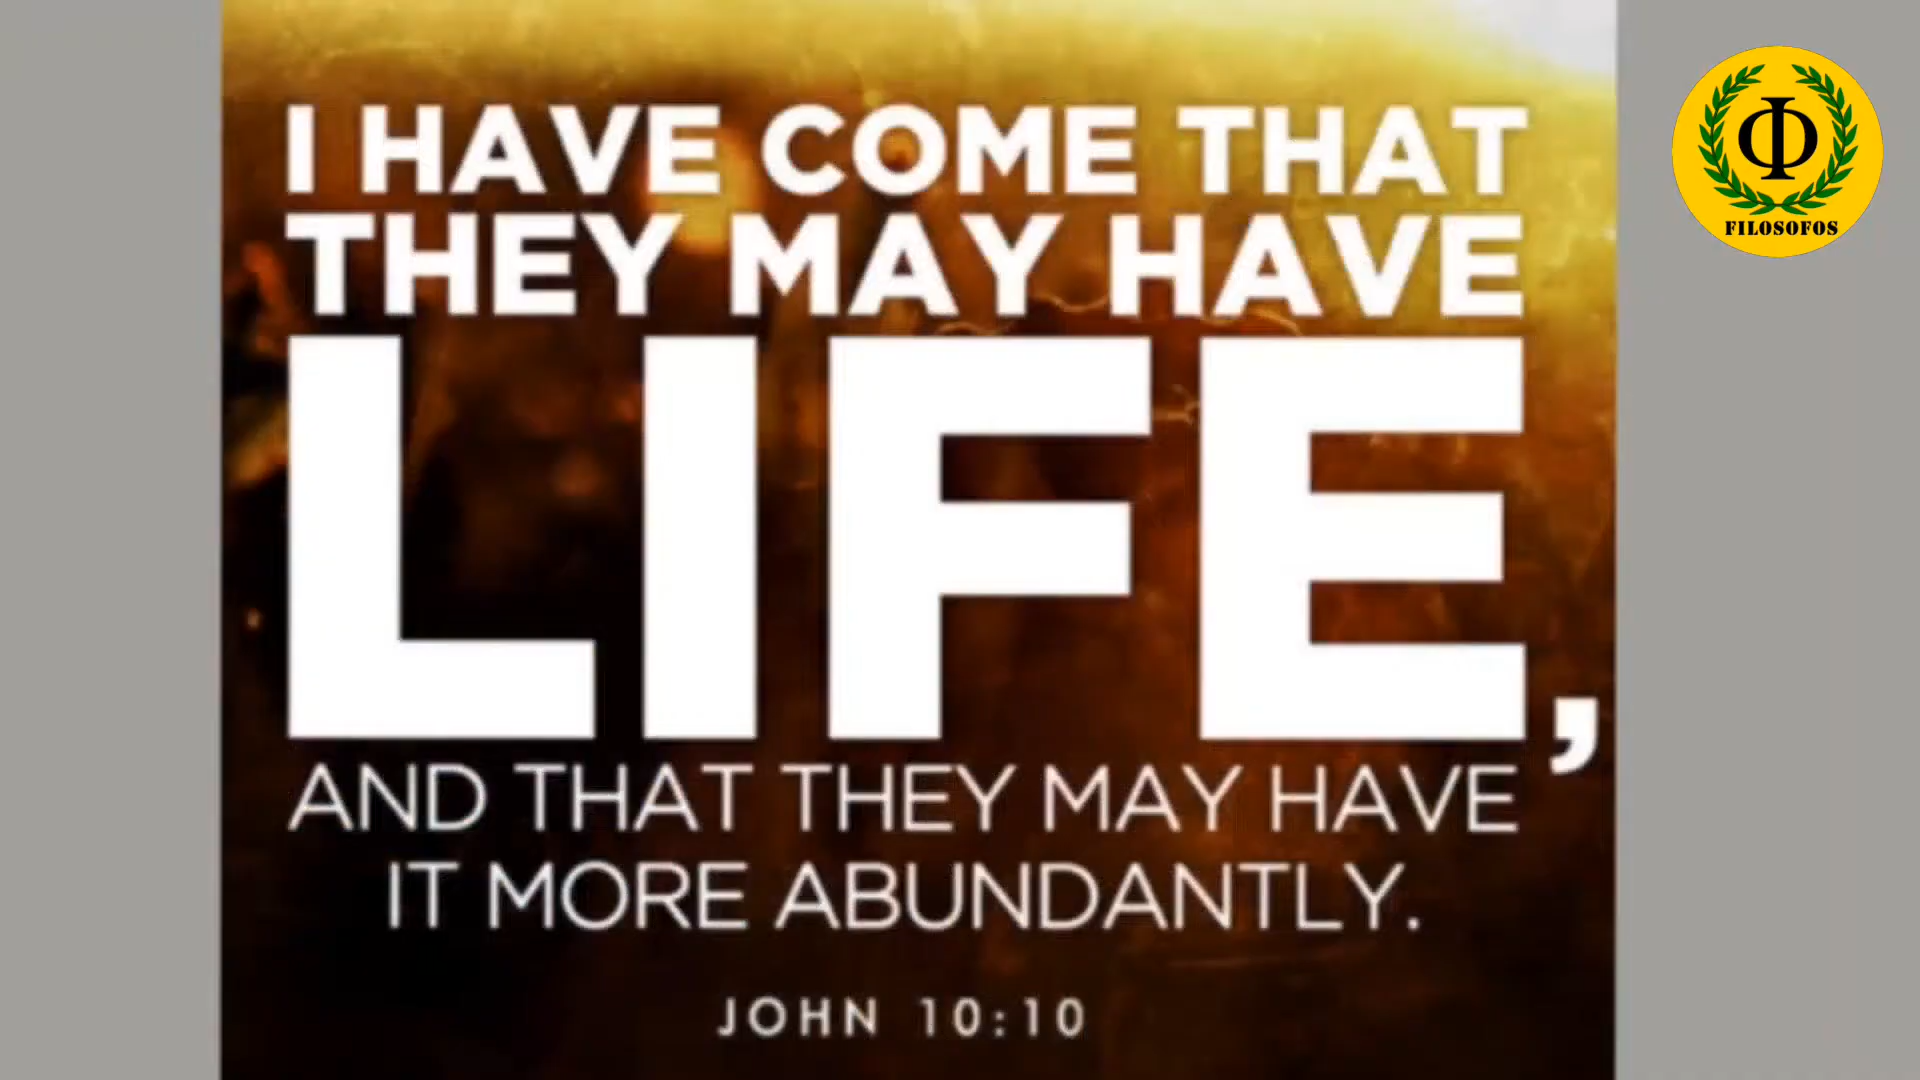 I HAVE COME THAT
THEY MAY HAVE
LIFE,
AND THAT THEY MAY HAVE
IT MORE ABUNDANTLY.
JOHN 10:10
Φ
FILOSOFOS